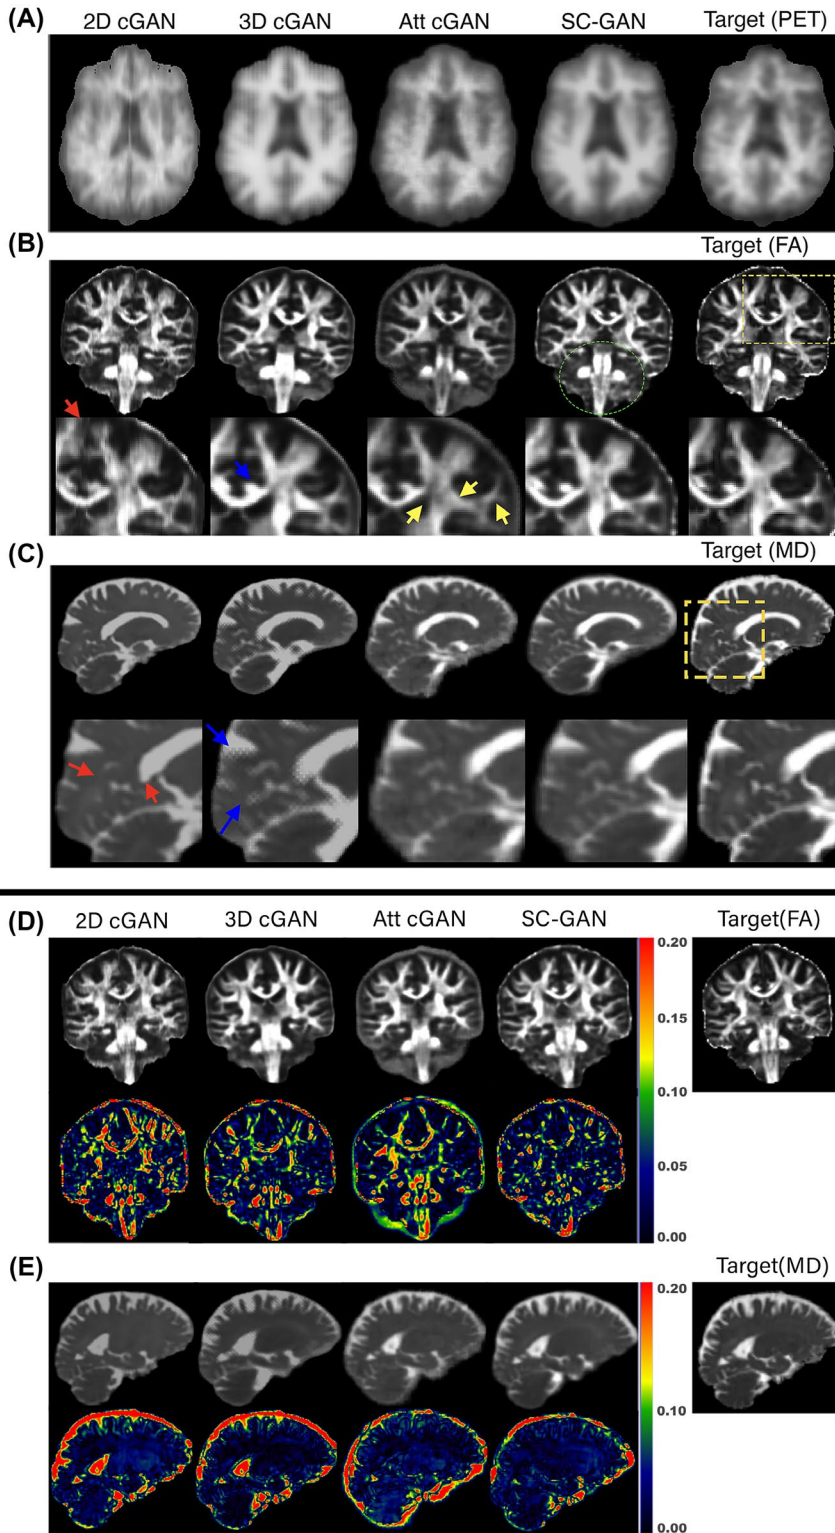 (A) 2D cGAN 3D cGAN Att cGAN SC-GAN Target (PET)
(B) Target (FA)
(C) Target (MD)
(D) 2D cGAN 3D cGAN Att cGAN SC-GAN Target(FA)
0.20
0.15
0.10
0.05
0.00
(E) Target(MD)
0.20
0.10
0.00